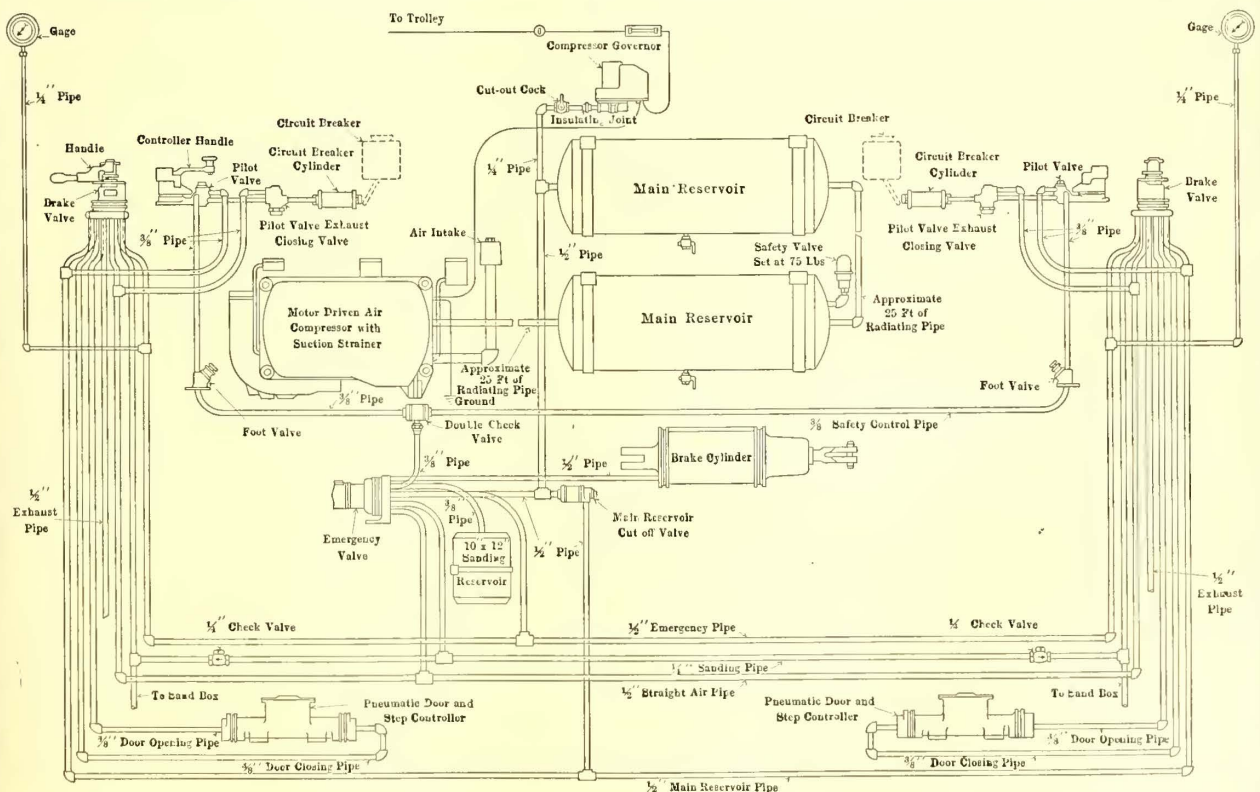 To Trolley
Gage
Gage
Compressor Governor
Cut-out Cock
Insulating Joint
¼" Pipe
¼" Pipe
¼" Pipe
Circuit Breaker
Circuit Breaker
Controller Handle
Handle
Pilot
Valve
Circuit Breaker
Cylinder
Main Reservoir
Circuit Breaker
Cylinder
Pilot Valve
Brake
Valve
Brake
Valve
⅜"
Pipe
Pilot Valve Exhaust
Closing Valve
Air Intake
½" Pipe
Safety Valve
Set at 75 Lbs
Pilot Valve Exhaust
Closing Valve
⅜" Pipe
Motor Driven Air
Compressor with
Suction Strainer
Main Reservoir
Approximate
25 Ft of
Radiating Pipe
Approximate
25 Ft of
Radiating Pipe
Ground
⅜" Pipe
Foot Valve
Foot Valve
Double Check
Valve
⅜ Safety Control Pipe
⅜" Pipe
½" Pipe
Brake Cylinder
½"
Exhaust
Pipe
Emergency
Valve
⅜"
Pipe
10" x 12"
Sanding
Reservoir
½" Pipe
Main Reservoir
Cut off Valve
½"
Exhaust
Pipe
Check Valve
½" Emergency Pipe
Check Valve
Sanding Pipe
½" Straight Air Pipe
To Sand Box
To Sand Box
Pneumatic Door and
Step Controller
Pneumatic Door and
Step Controller
⅜" Door Opening Pipe
⅜" Door Opening Pipe
⅜" Door Closing Pipe
⅜" Door Closing Pipe
½" Main Reservoir Pipe